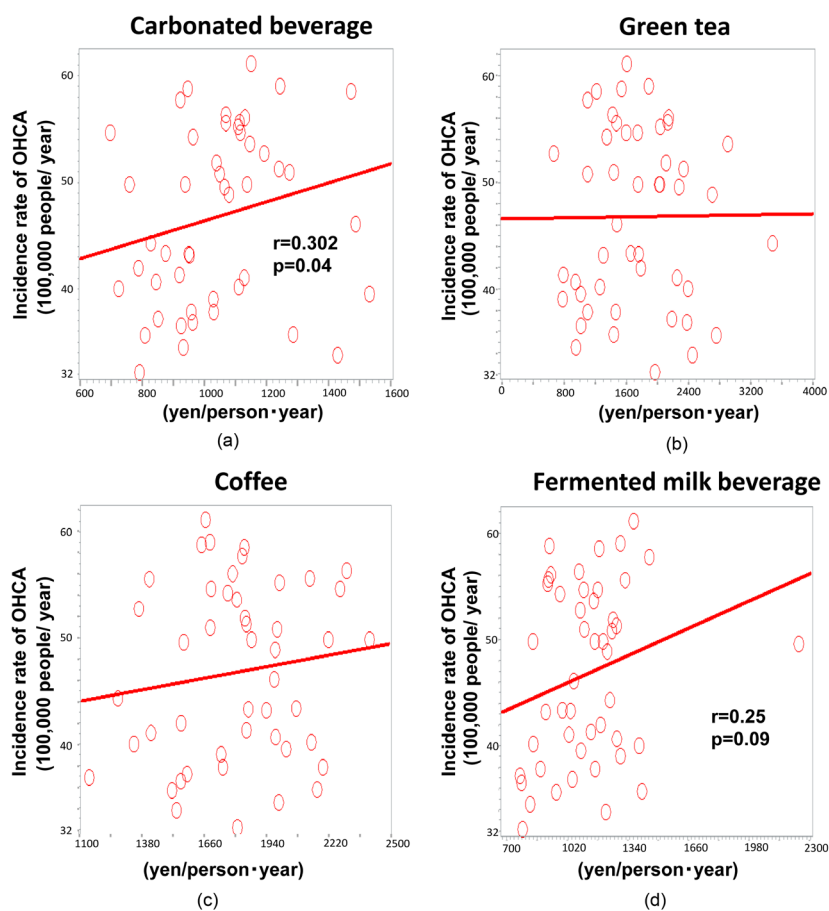 Carbonated beverage
Incidence rate of OHCA
(100,000 people/ year)
60
50
40
32
r=0.302
p=0.04
600 800 1000 1200 1400 1600
(yen/person・year)
(a)
Green tea
Incidence rate of OHCA
(100,000 people/ year)
60
50
40
32
0 800 1600 2400 3200 4000
(yen/person・year)
(b)
Coffee
Incidence rate of OHCA
(100,000 people/ year)
60
50
40
32
1100 1380 1660 1940 2220 2500
(yen/person・year)
(c)
Fermented milk beverage
Incidence rate of OHCA
(100,000 people/ year)
60
50
40
32
r=0.25
p=0.09
700 1020 1340 1660 1980 2300
(yen/person・year)
(d)